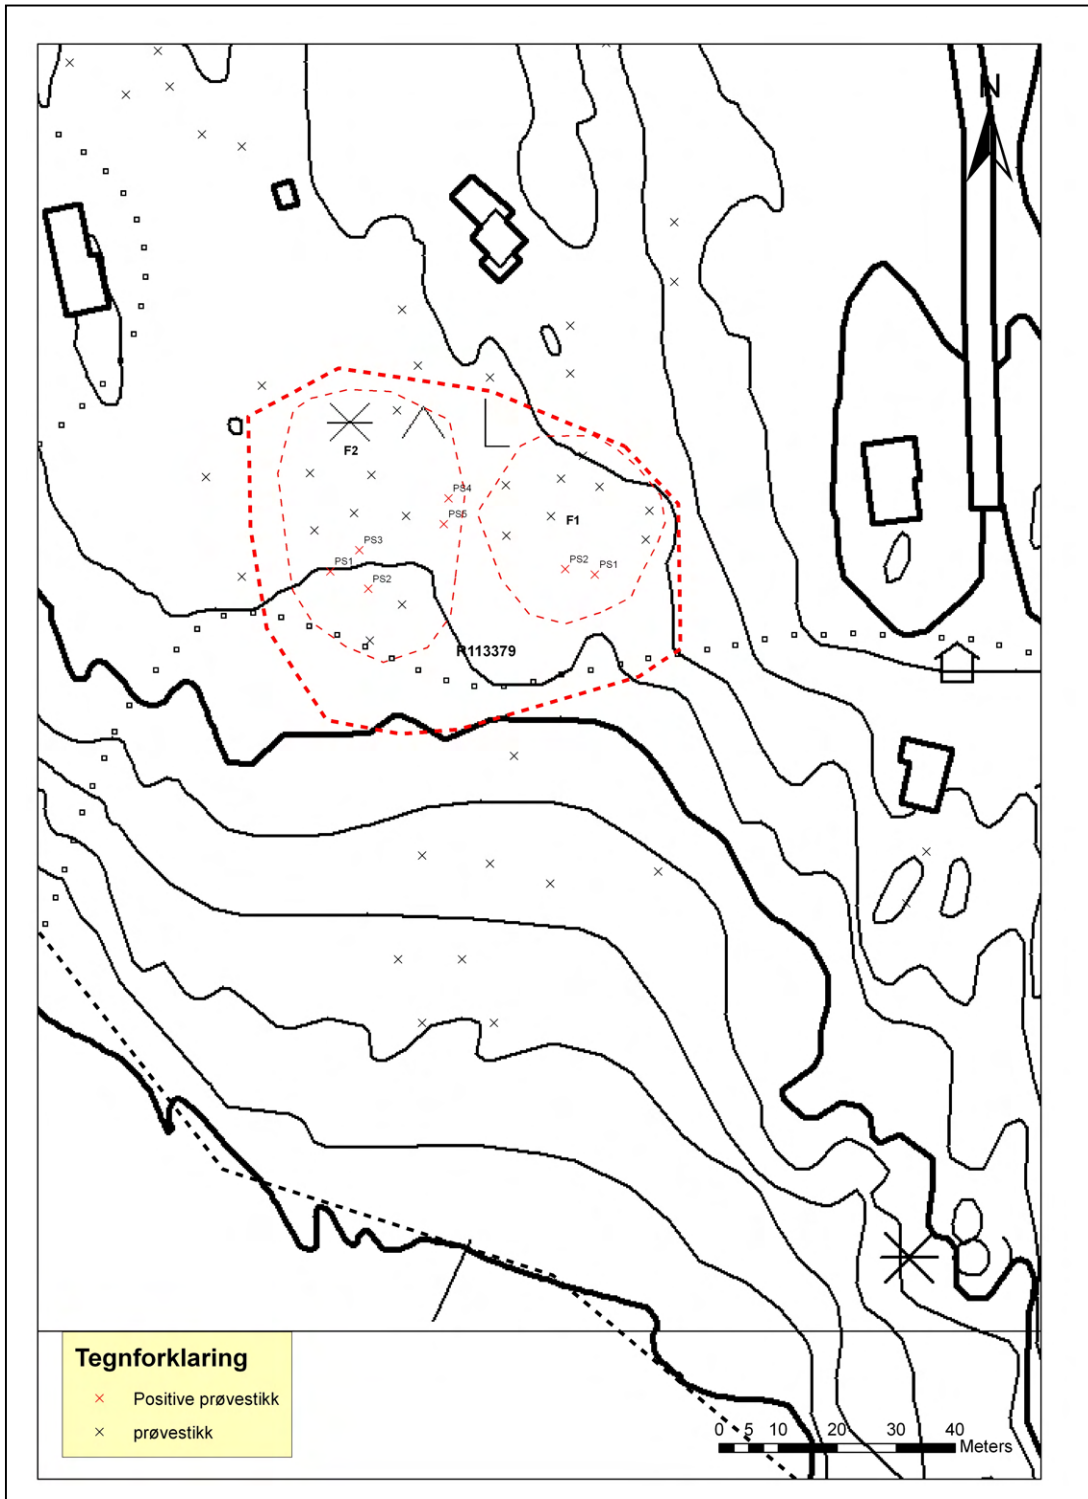 N
F2
PS4
PS5
F1
PS3
PS1
PS2
PS2
PS1
R113379
Tegnforklaring
Positive prøvestikk
prøvestikk
0 5 10 20 30 40
Meters